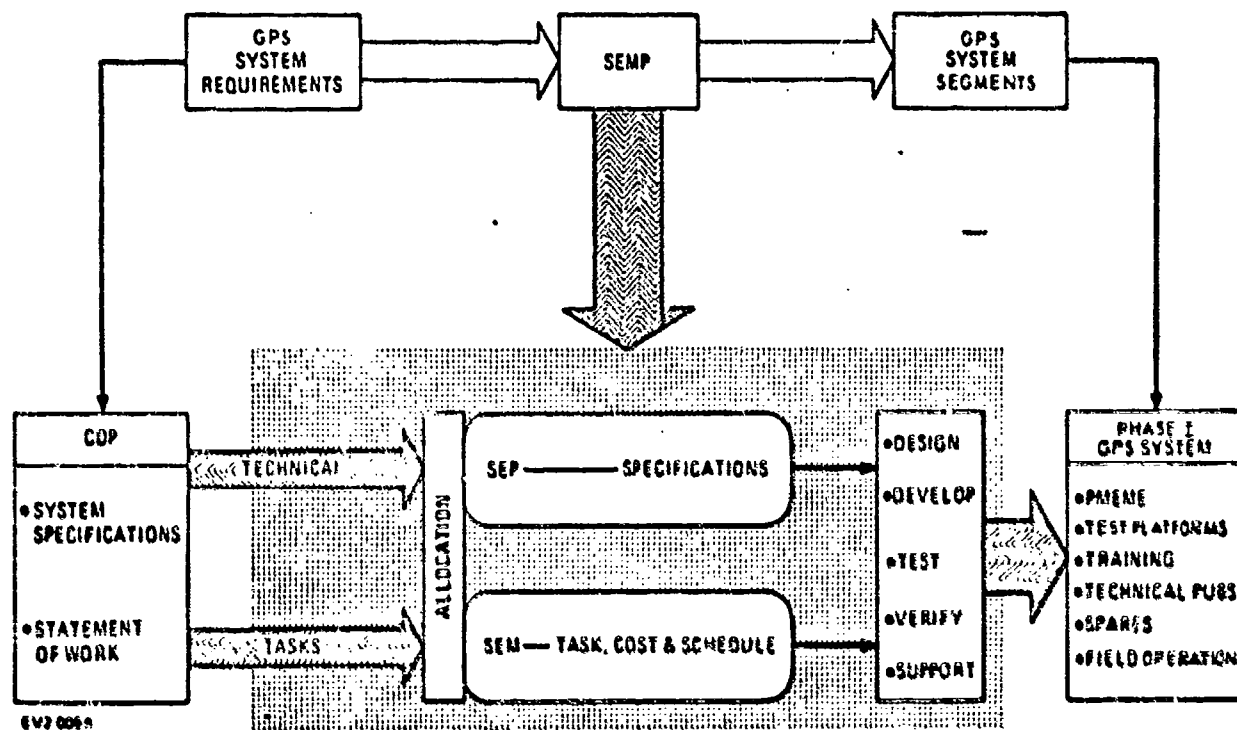 GPS
SYSTEM
REQUIREMENTS
SEMP
GPS
SYSTEM
SEGMENTS
CDP
• SYSTEM
SPECIFICATIONS
• STATEMENT
OF WORK
TECHNICAL
TASKS
ALLOCATION
SEP — SPECIFICATIONS
SEM — TASK, COST & SCHEDULE
• DESIGN
• DEVELOP
• TEST
• VERIFY
• SUPPORT
PHASE I
GPS SYSTEM
• PMEME
• TEST PLATFORMS
• TRAINING
• TECHNICAL PUBS
• SPARES
• FIELD OPERATION